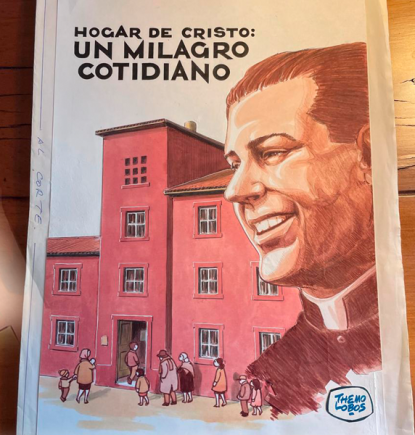 HOGAR DE CRISTO:
UN MILAGRO
COTIDIANO
AL CORTE
THEMO
LOBOS